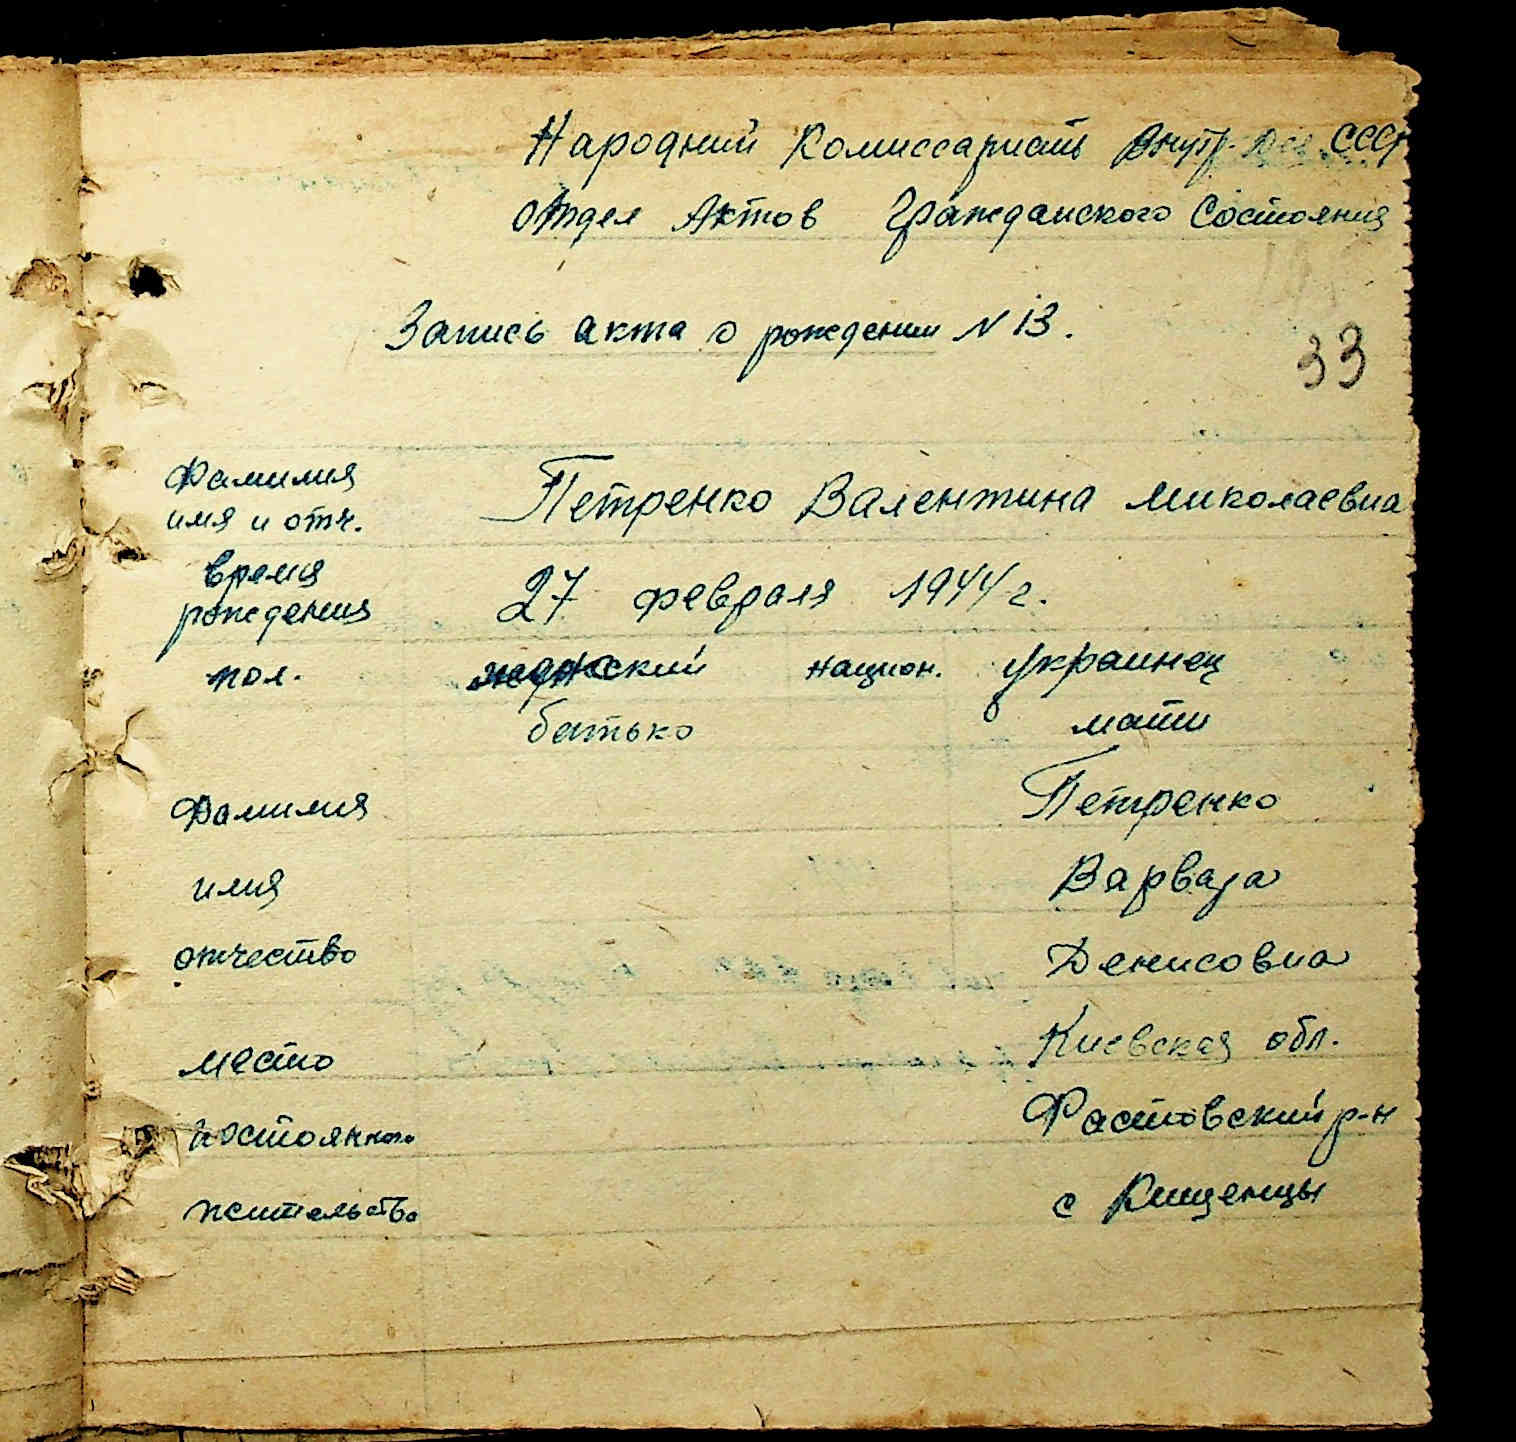 Народний Комиссариать Внутр. Дел СССР
Отдел Актов Гражданского Состояния
Запись акта о рождении N 13.
33
Фамилия
имя и отч.
Петренко Валентина Миколаевна
время
рождения
27 февраля 1944 г.
пол.
женский национ. украинец
батько мати
Фамилия Петренко
имя Варвара
отчество Денисовна
место Киевская обл.
постоянного Фастовский р-н
жительство с Кищенцы